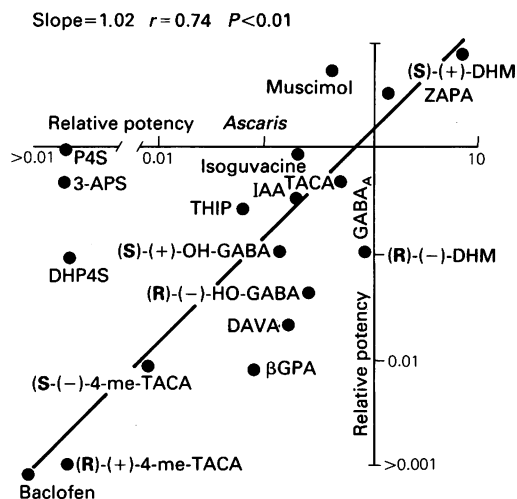 Slope=1.02 r=0.74 P<0.01
(S)-(+)-DHM
Muscimol
ZAPA
Relative potency Ascaris
>0.01
0.01
10
P4S
Isoguvacine
3-APS
IAA
TACA
THIP
GABAA
(S)-(+)-OH-GABA
(R)-(−)-DHM
DHP4S
(R)-(−)-HO-GABA
DAVA
Relative potency
βGPA
0.01
(S-(−)-4-me-TACA
(R)-(+)-4-me-TACA
>0.001
Baclofen